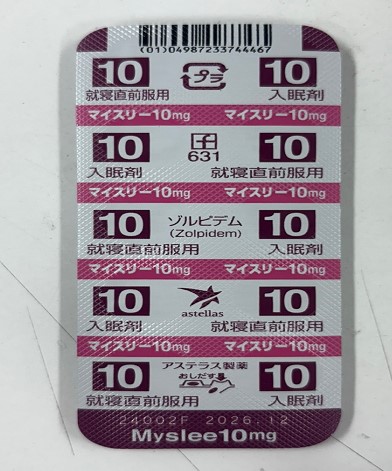 (01)04987233744467
10 プラ 10
就寝直前服用 入眠剤
マイスリー10mg マイスリー10mg
10 10
631
入眠剤 就寝直前服用
マイスリー10mg マイスリー10mg
10 ゾルピデム 10
(Zolpidem)
就寝直前服用 入眠剤
マイスリー10mg マイスリー10mg
10 10
astellas
入眠剤 就寝直前服用
マイスリー10mg マイスリー10mg
アステラス製薬
10 おしだす 10
就寝直前服用 入眠剤
24002F 2026.12
Myslee10mg